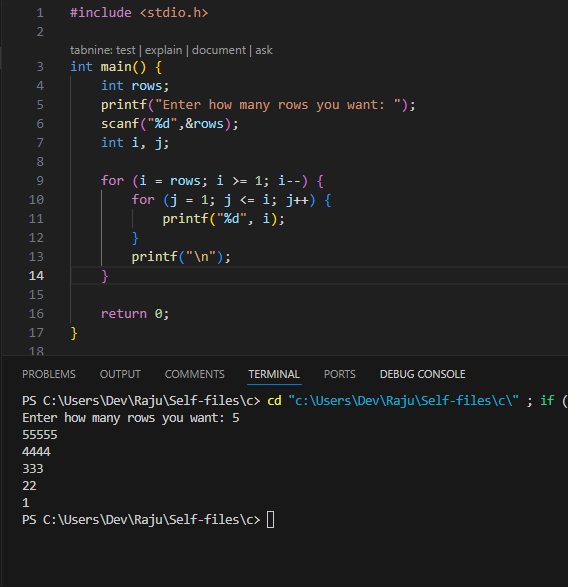 1 #include <stdio.h>
2
tabnine: test | explain | document | ask
3 int main() {
4 int rows;
5 printf("Enter how many rows you want: ");
6 scanf("%d",&rows);
7 int i, j;
8
9 for (i = rows; i >= 1; i--) {
10 for (j = 1; j <= i; j++) {
11 printf("%d", i);
12 }
13 printf("\n");
14 }
15
16 return 0;
17 }
18
PROBLEMS OUTPUT COMMENTS TERMINAL PORTS DEBUG CONSOLE
PS C:\Users\Dev\Raju\Self-files\c> cd "c:\Users\Dev\Raju\Self-files\c\" ; if (
Enter how many rows you want: 5
55555
4444
333
22
1
PS C:\Users\Dev\Raju\Self-files\c>